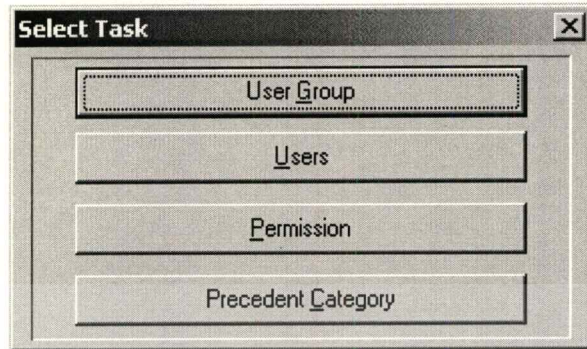 Select Task
User Group
Users
Permission
Precedent Category